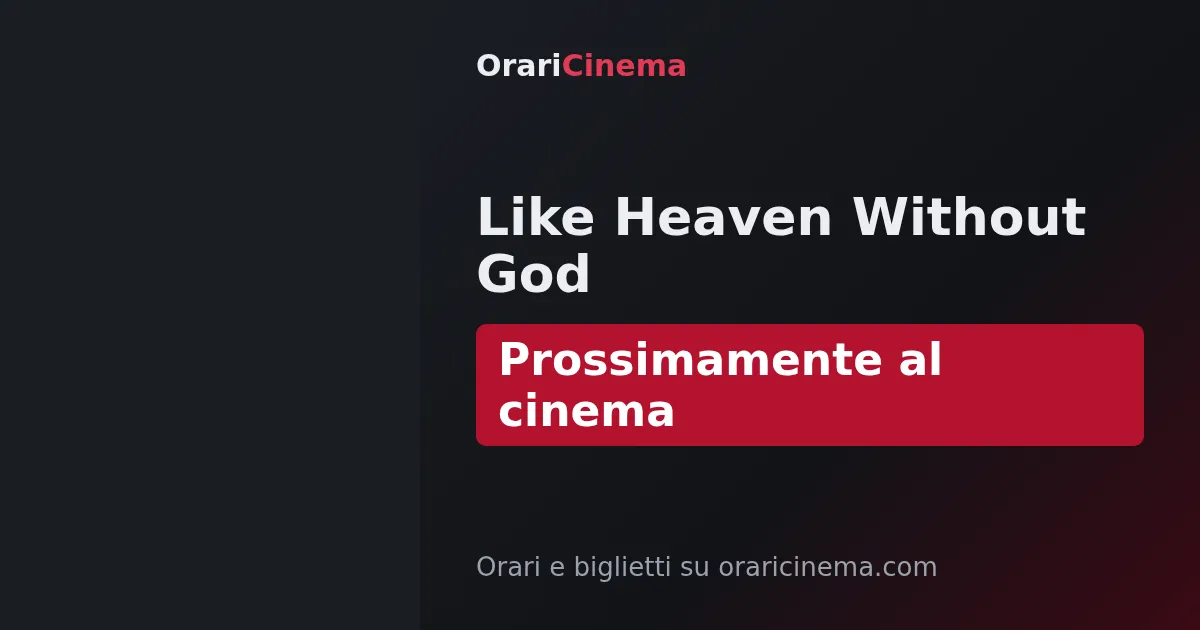 OrariCinema
Like Heaven Without
God
Prossimamente al
cinema
Orari e biglietti su oraricinema.com